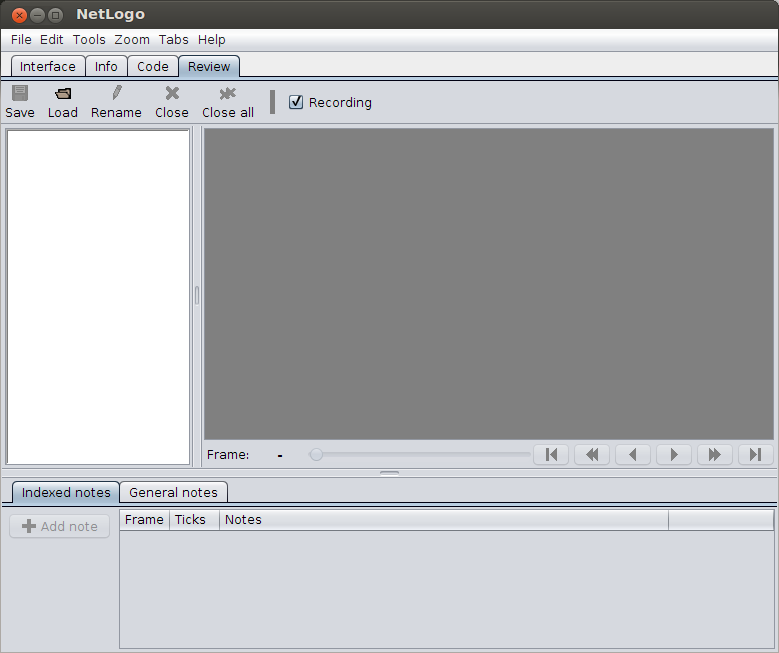 NetLogo
File Edit Tools Zoom Tabs Help
Interface Info Code Review
Save Load Rename Close Close all Recording
Frame: -
Indexed notes General notes
Add note Frame Ticks Notes